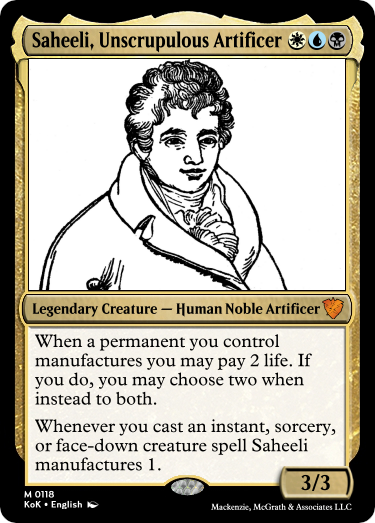 Saheeli, Unscrupulous Artificer
Legendary Creature — Human Noble Artificer
When a permanent you control
manufactures you may pay 2 life. If
you do, you may choose two when
instead to both.
Whenever you cast an instant, sorcery,
or face-down creature spell Saheeli
manufactures 1.
3/3
M 0118
KoK • English
Mackenzie, McGrath & Associates LLC